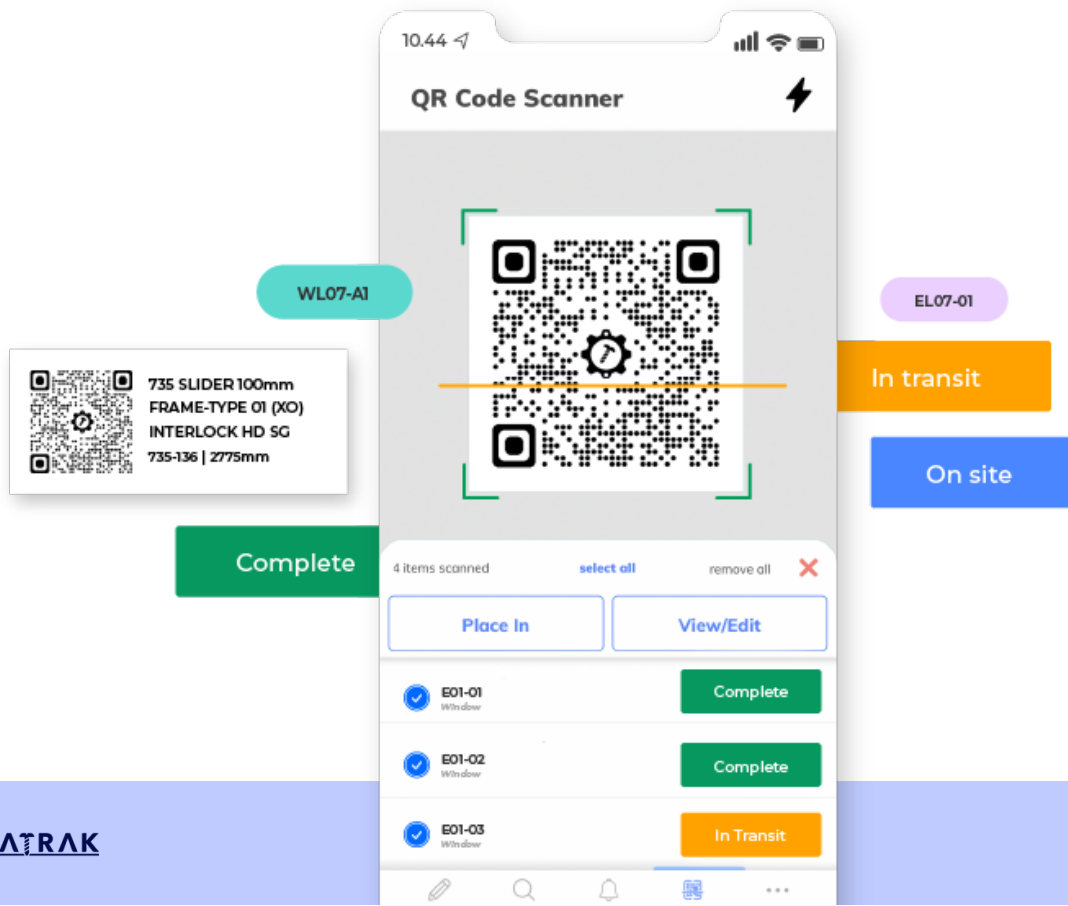 10.44
QR Code Scanner
WL07-A1
EL07-01
735 SLIDER 100mm
FRAME-TYPE 01 (XO)
INTERLOCK HD SG
735-136 | 2775mm
In transit
On site
Complete
4 items scanned select all remove all
Place In View/Edit
E01-01
Window
Complete
E01-02
Window
Complete
E01-03
Window
In Transit
ATRAK